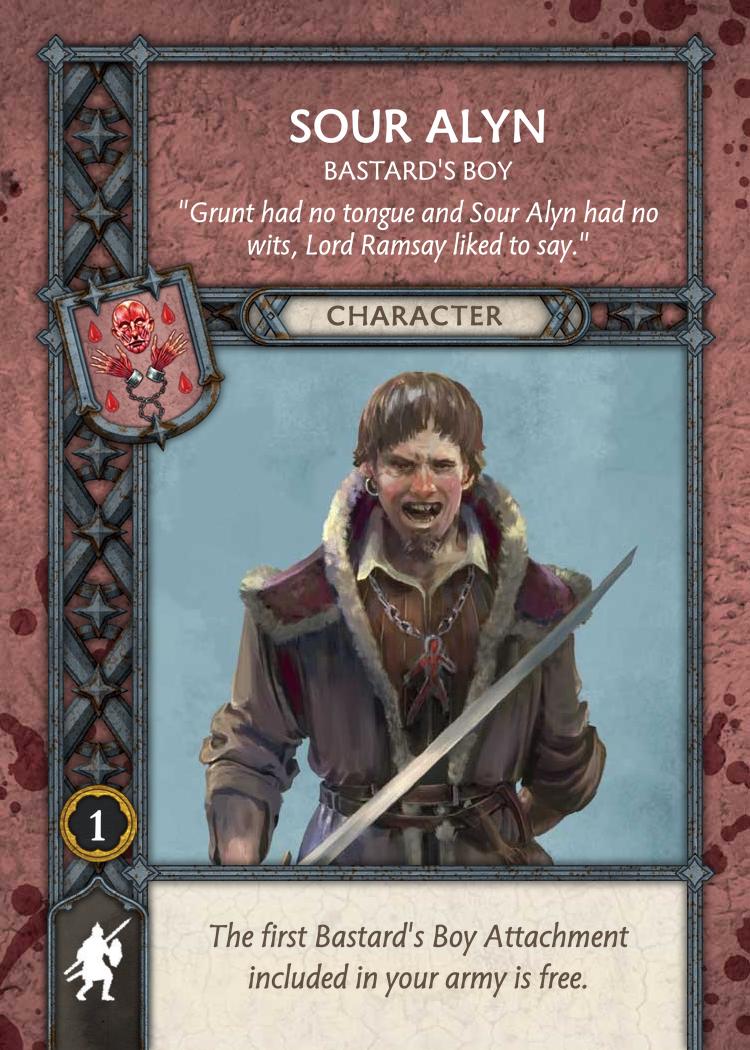 SOUR ALYN
BASTARD'S BOY
"Grunt had no tongue and Sour Alyn had no
wits, Lord Ramsay liked to say."
CHARACTER
1
The first Bastard's Boy Attachment
included in your army is free.